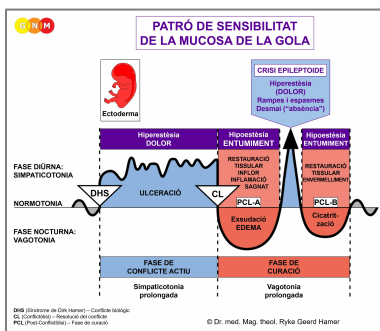 GNM
PATRÓ DE SENSIBILITAT
DE LA MUCOSA DE LA GOLA
CRISI EPILEPTOIDE
Hiperestèsia
(DOLOR)
Rampes i espasmes
Desmai ("absència")
Ectoderma
Hiperestèsia
DOLOR
Hipoestèsia
ENTUMIMENT
Hipoestèsia
ENTUMIMENT
FASE DIÜRNA:
SIMPATICOTONIA
RESTAURACIÓ
TISSULAR
INFLOR
INFLAMACIÓ
SAGNAT
RESTAURACIÓ
TISSULAR
ENVERMELLIMENT
DHS
ULCERACIÓ
CL
PCL-A
PCL-B
NORMOTONIA
Exsudació
EDEMA
Cicatrit-
zació
FASE NOCTURNA:
VAGOTONIA
FASE DE
CONFLICTE ACTIU
FASE DE
CURACIÓ
Simpaticotonia
prolongada
Vagotonia
prolongada
DHS (Síndrome de Dirk Hamer) – Conflicte biològic
CL (Conflictòlisi) – Resolució del conflicte
PCL (Post-Conflictòlisi) – Fase de curació
© Dr. med. Mag. theol. Ryke Geerd Hamer